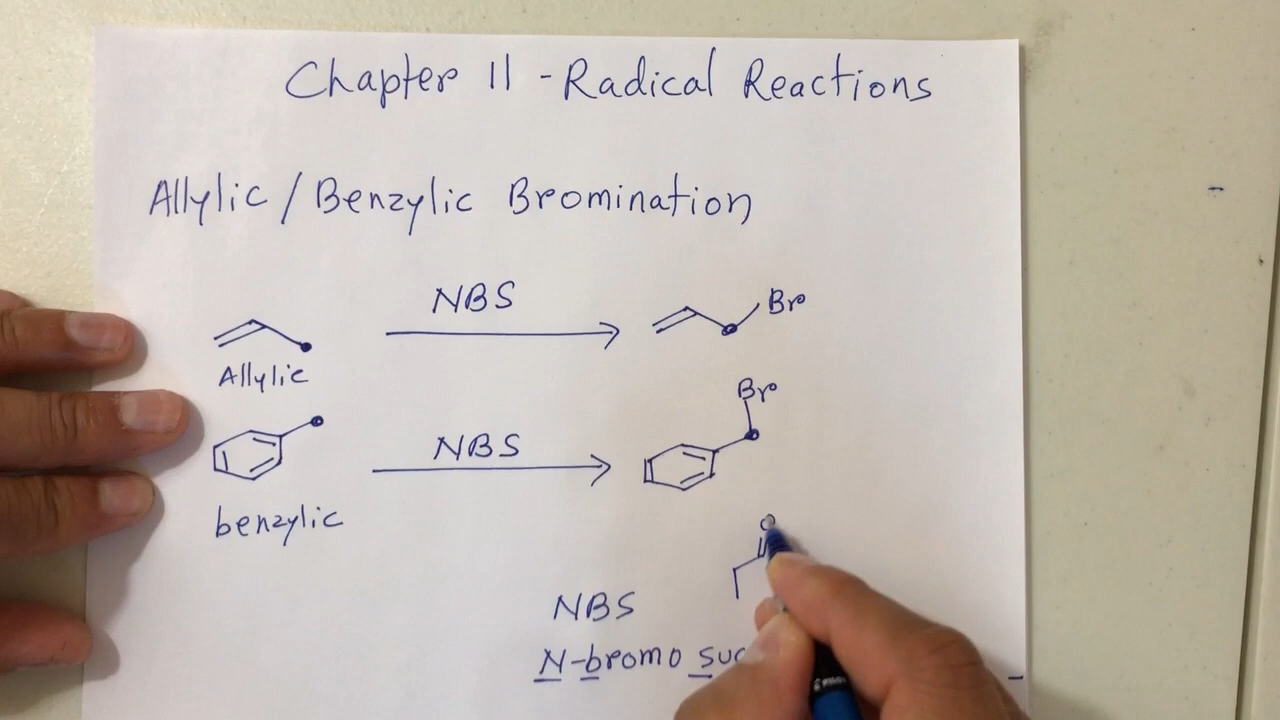 Chapter 11 - Radical Reactions
Allylic / Benzylic Bromination
NBS
Br
Allylic
Br
NBS
benzylic
O
NBS
N-bromo suc